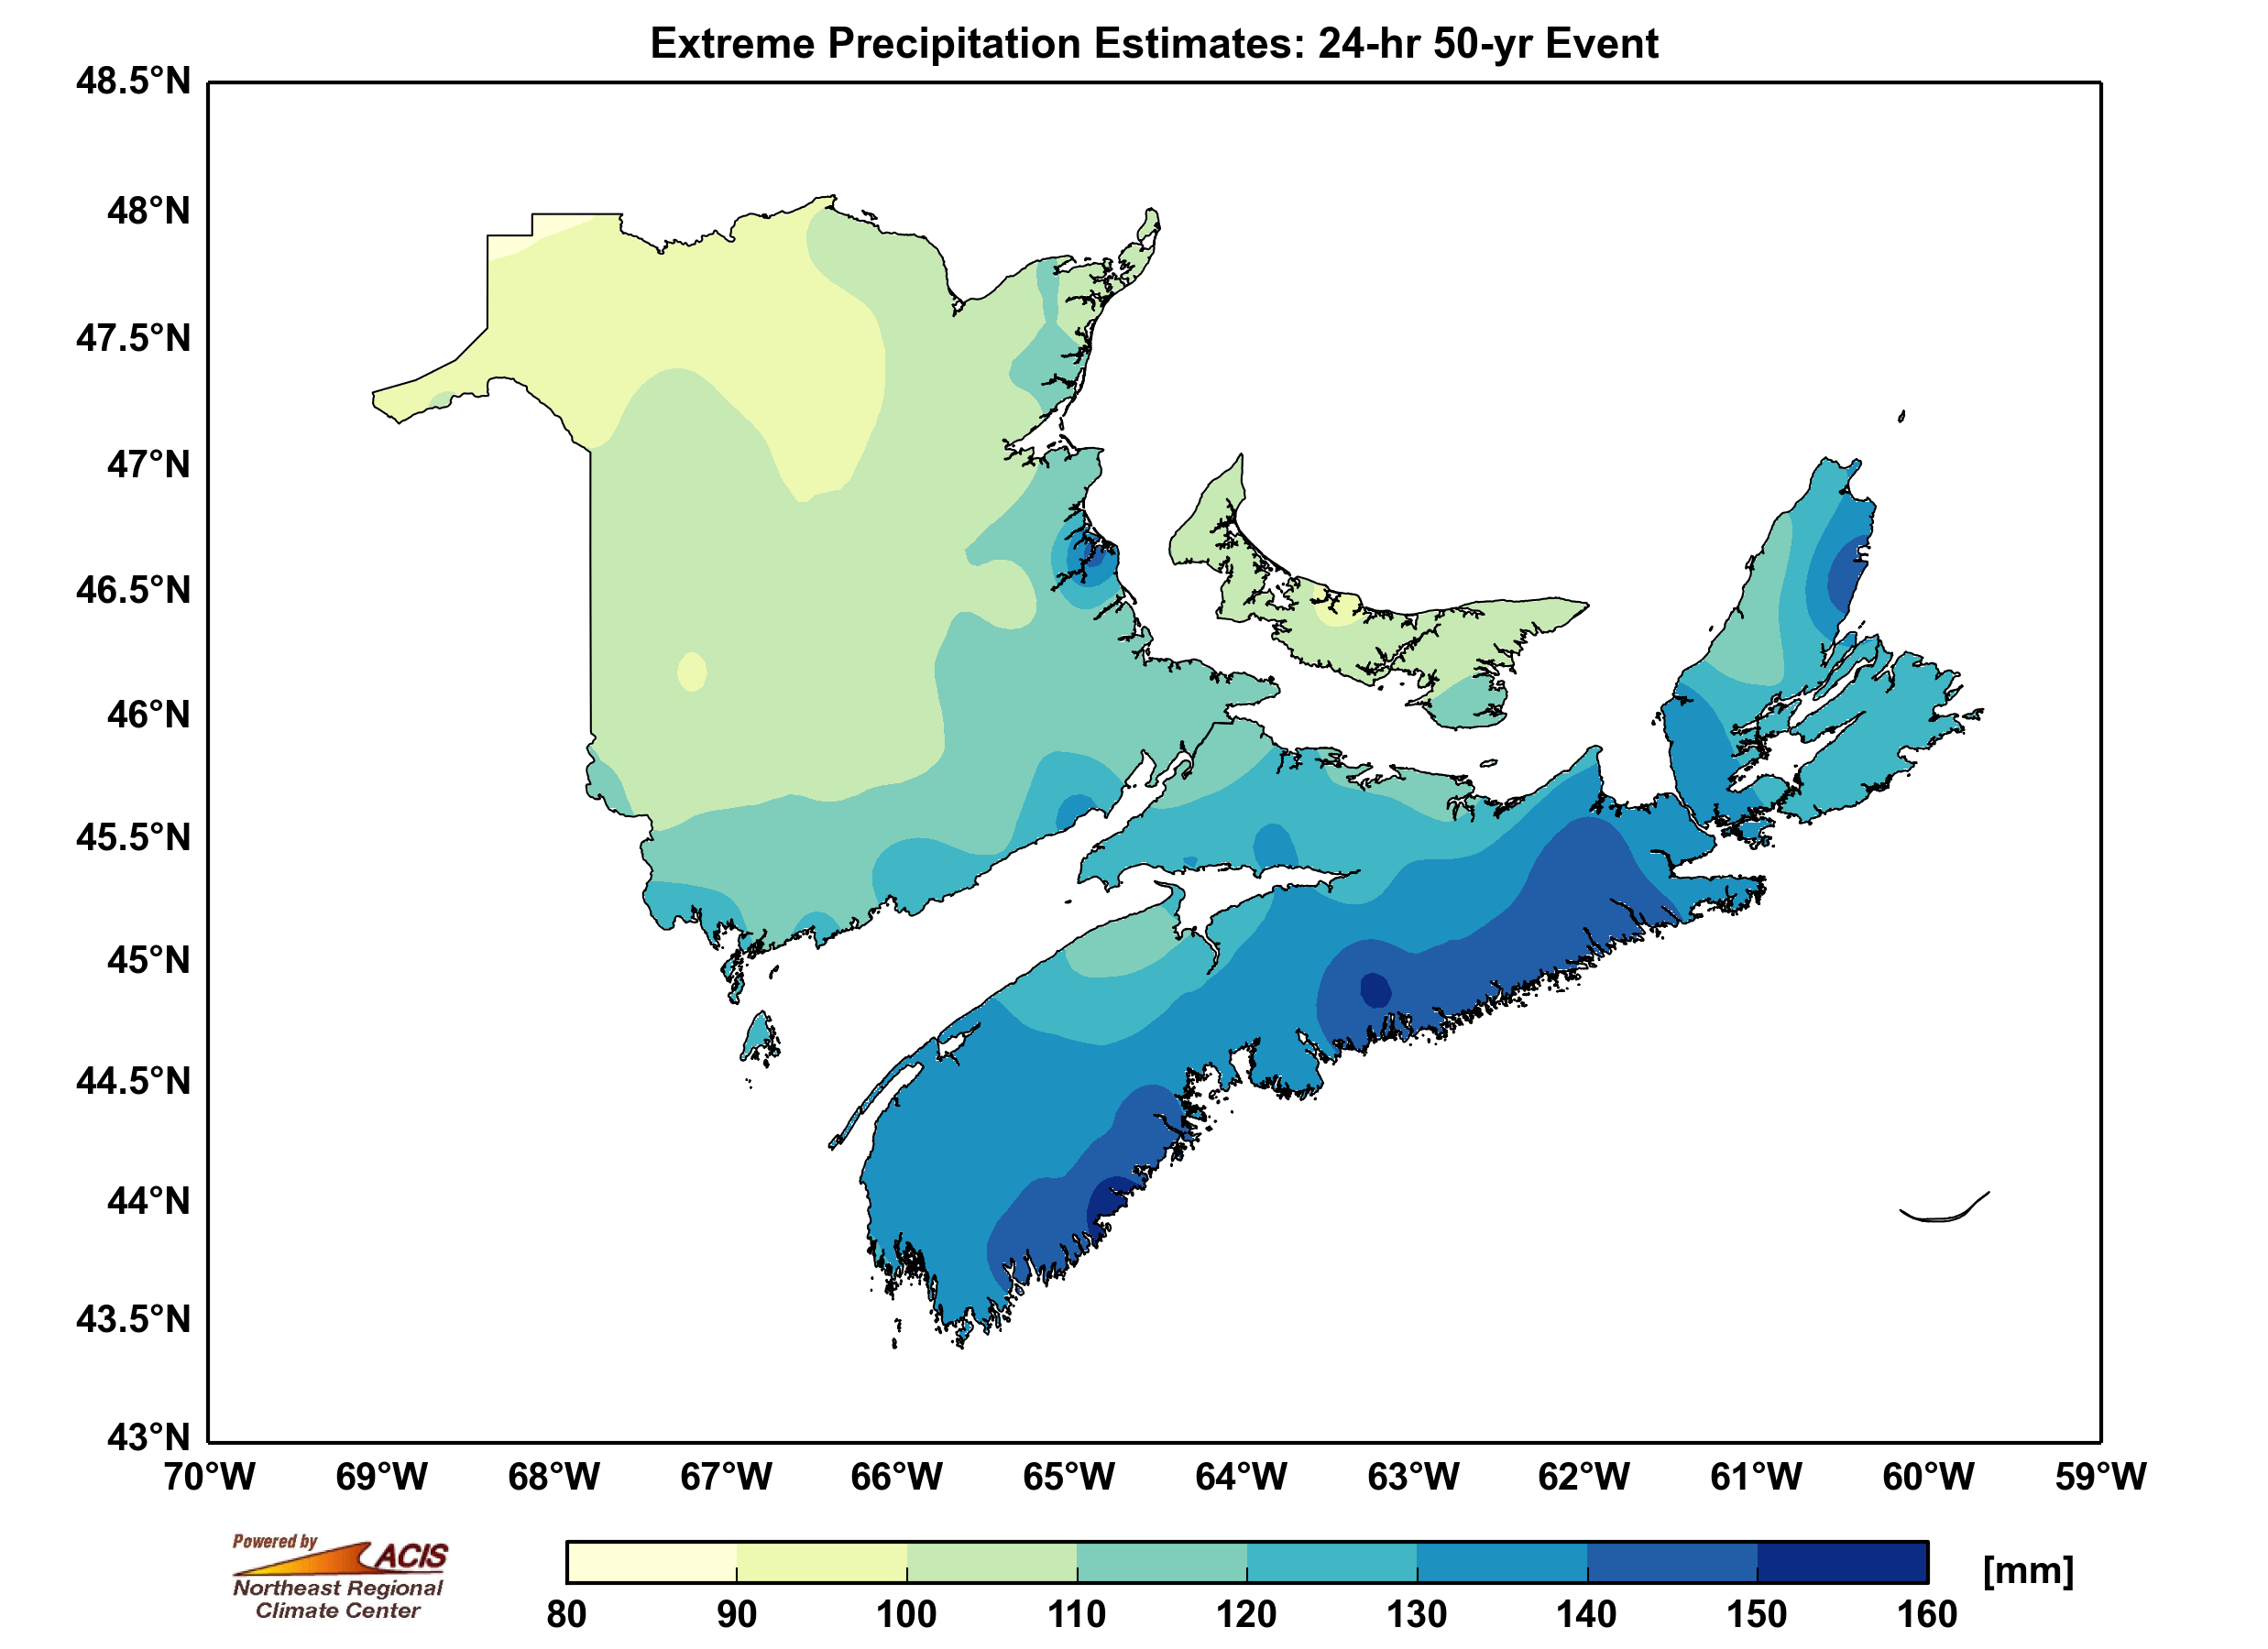 Extreme Precipitation Estimates: 24-hr 50-yr Event
48.5°N
48°N
47.5°N
47°N
46.5°N
46°N
45.5°N
45°N
44.5°N
44°N
43.5°N
43°N
70°W 69°W 68°W 67°W 66°W 65°W 64°W 63°W 62°W 61°W 60°W 59°W
Powered by
ACIS
Northeast Regional
Climate Center
[mm]
80 90 100 110 120 130 140 150 160